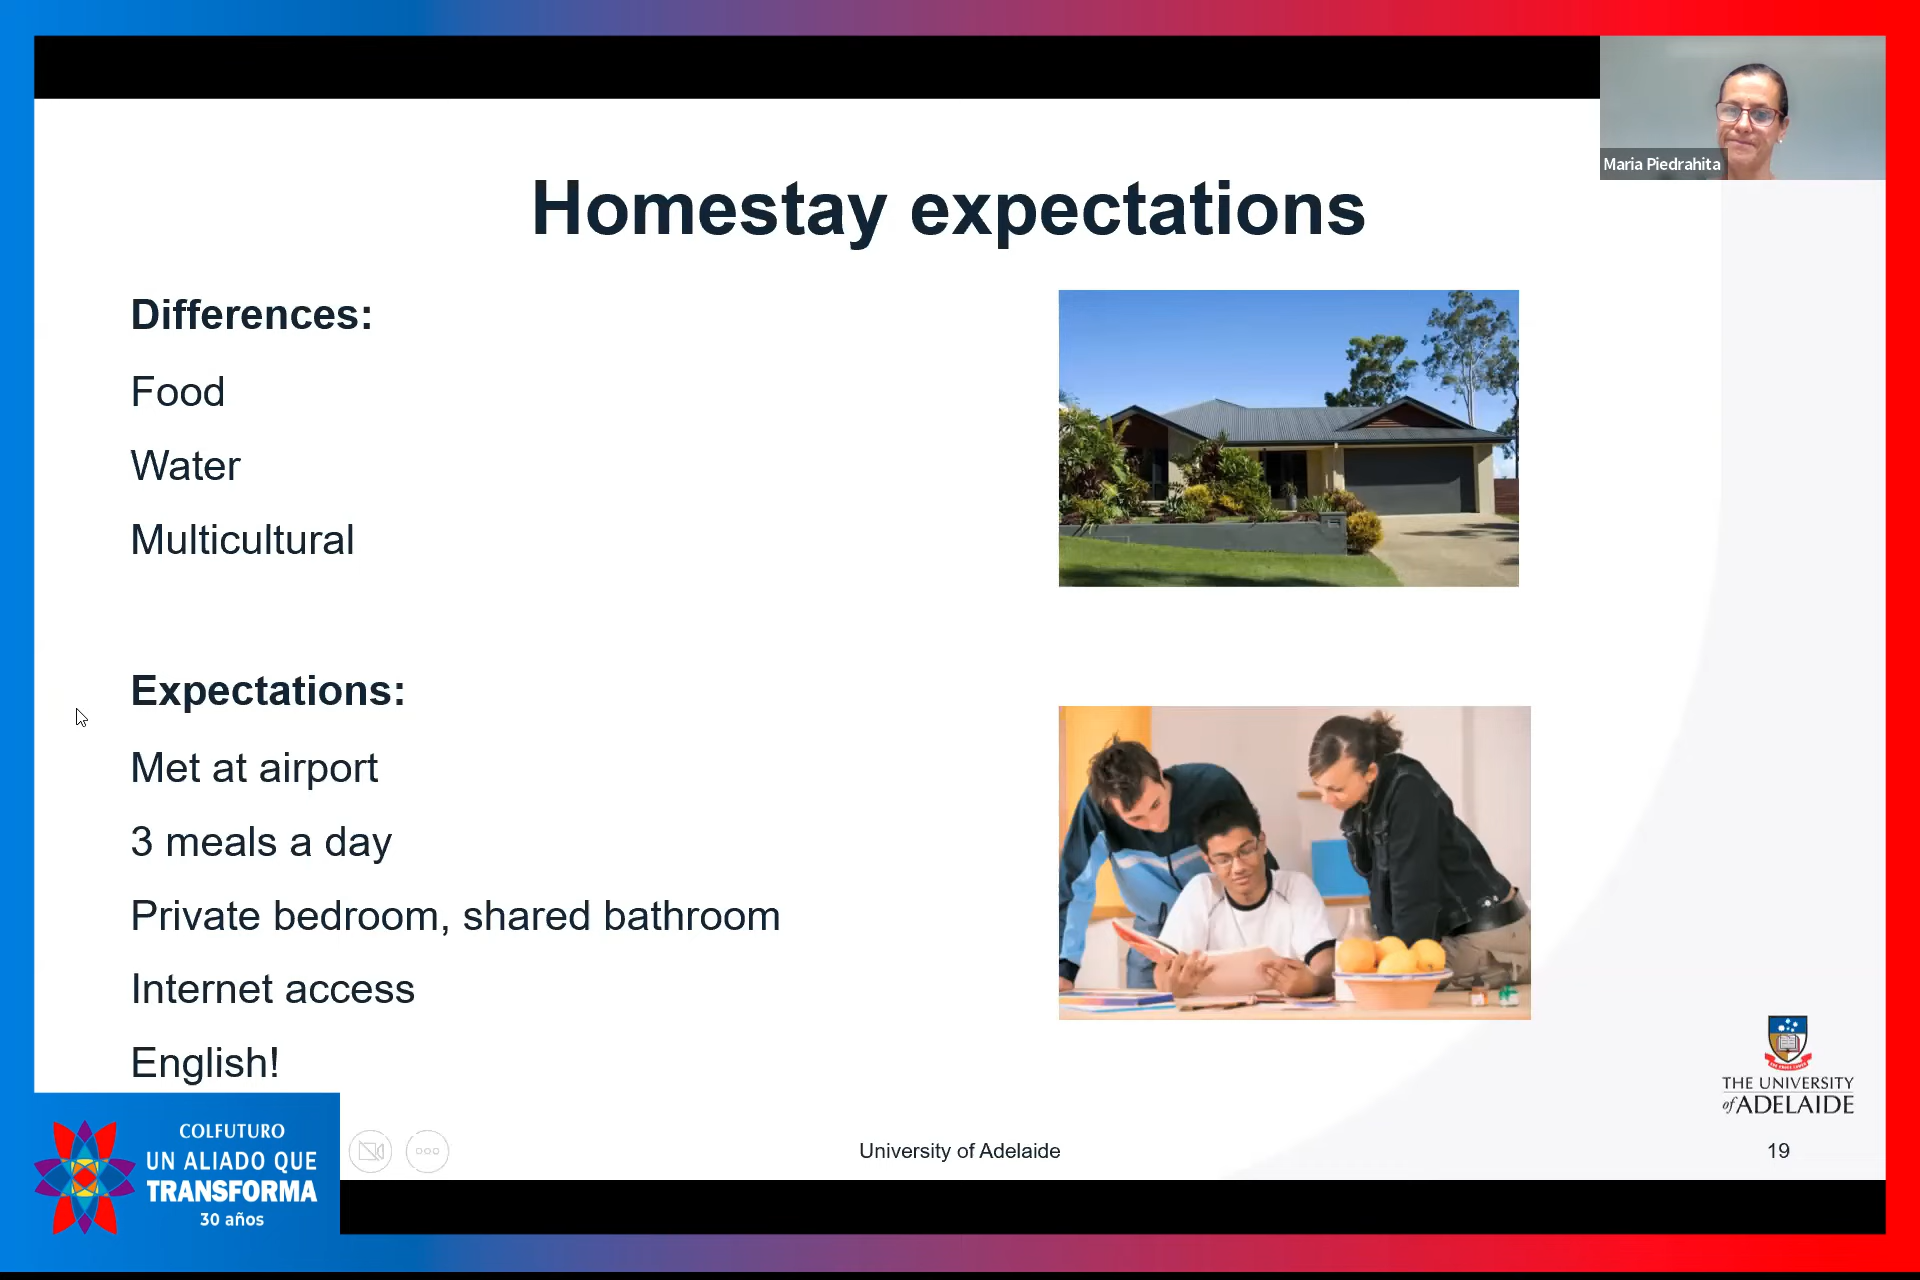 Maria Piedrahita
Homestay expectations
Differences:
Food
Water
Multicultural
Expectations:
Met at airport
3 meals a day
Private bedroom, shared bathroom
Internet access
English!
THE UNIVERSITY
of ADELAIDE
COLFUTURO
UN ALIADO QUE
TRANSFORMA
30 años
University of Adelaide
19